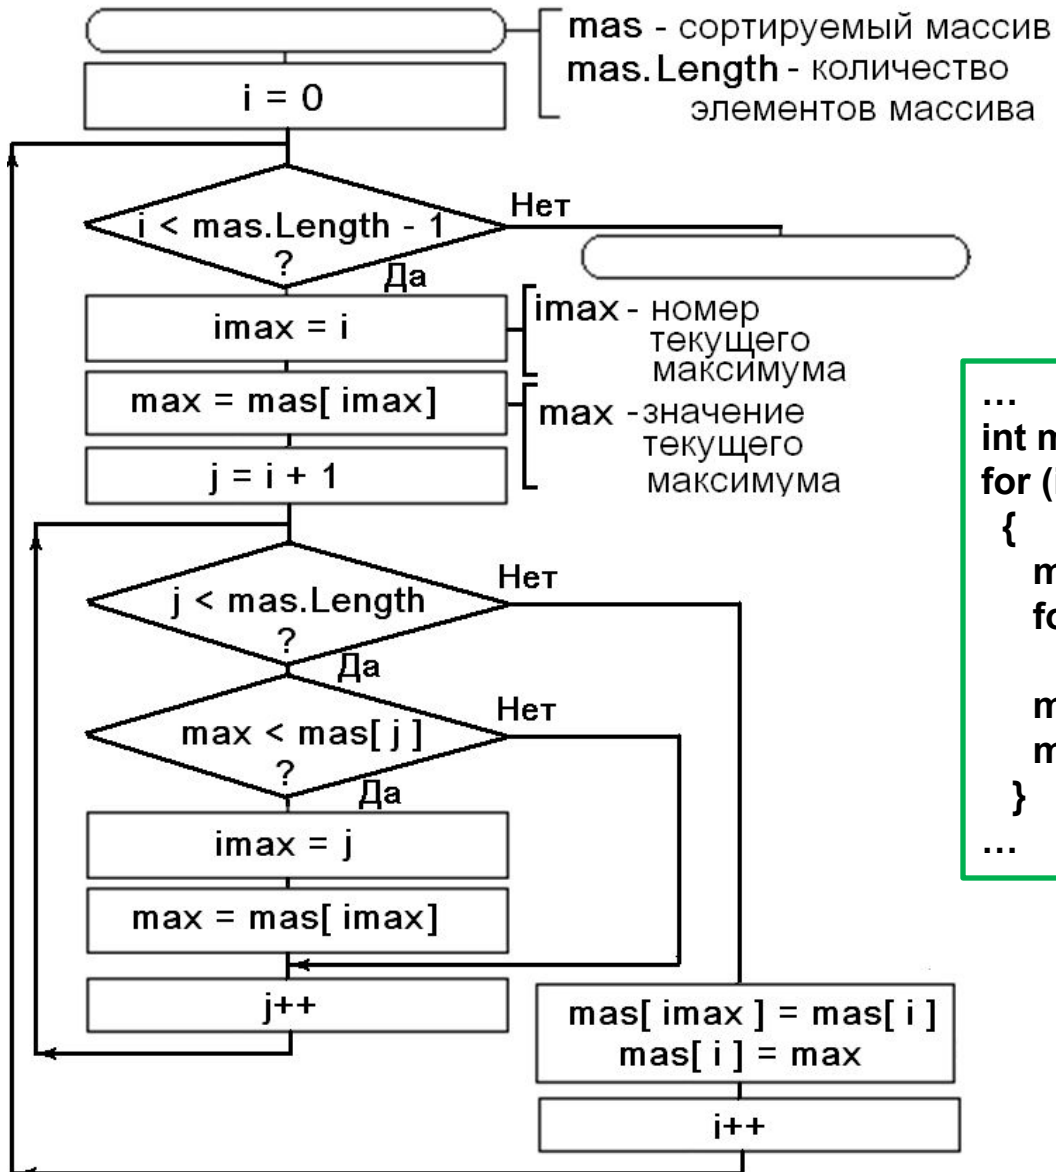 mas - сортируемый массив
mas.Length - количество
элементов массива
i = 0
i < mas.Length - 1
?
Нет
Да
imax = i
imax - номер
текущего
максимума
max = mas[ imax]
max -значение
текущего
максимума
j = i + 1
j < mas.Length
?
Нет
Да
max < mas[ j ]
?
Нет
Да
imax = j
max = mas[ imax]
j++
mas[ imax ] = mas[ i ]
mas[ i ] = max
i++
...
int m
for (i
{
m
fo
m
m
}
...